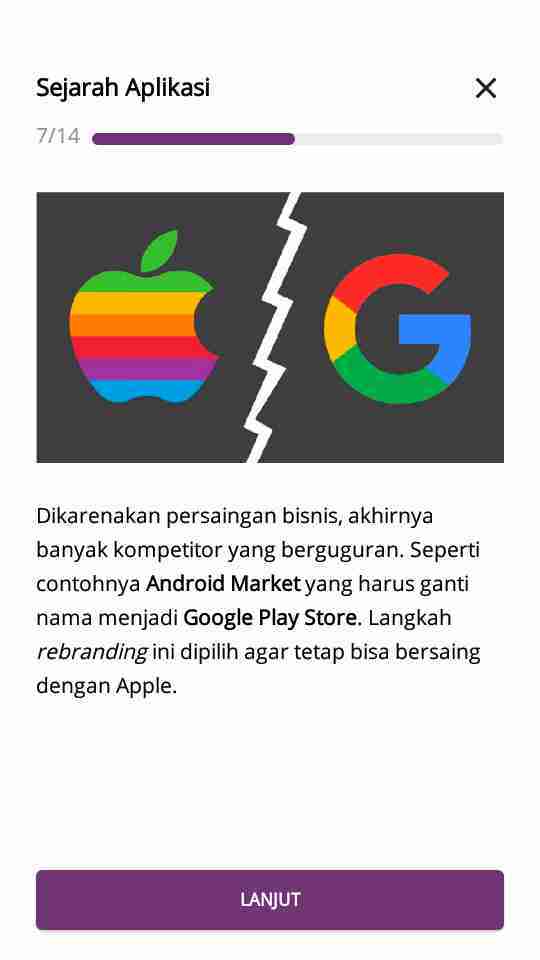 Sejarah Aplikasi
7/14
Dikarenakan persaingan bisnis, akhirnya
banyak kompetitor yang berguguran. Seperti
contohnya Android Market yang harus ganti
nama menjadi Google Play Store. Langkah
rebranding ini dipilih agar tetap bisa bersaing
dengan Apple.
LANJUT